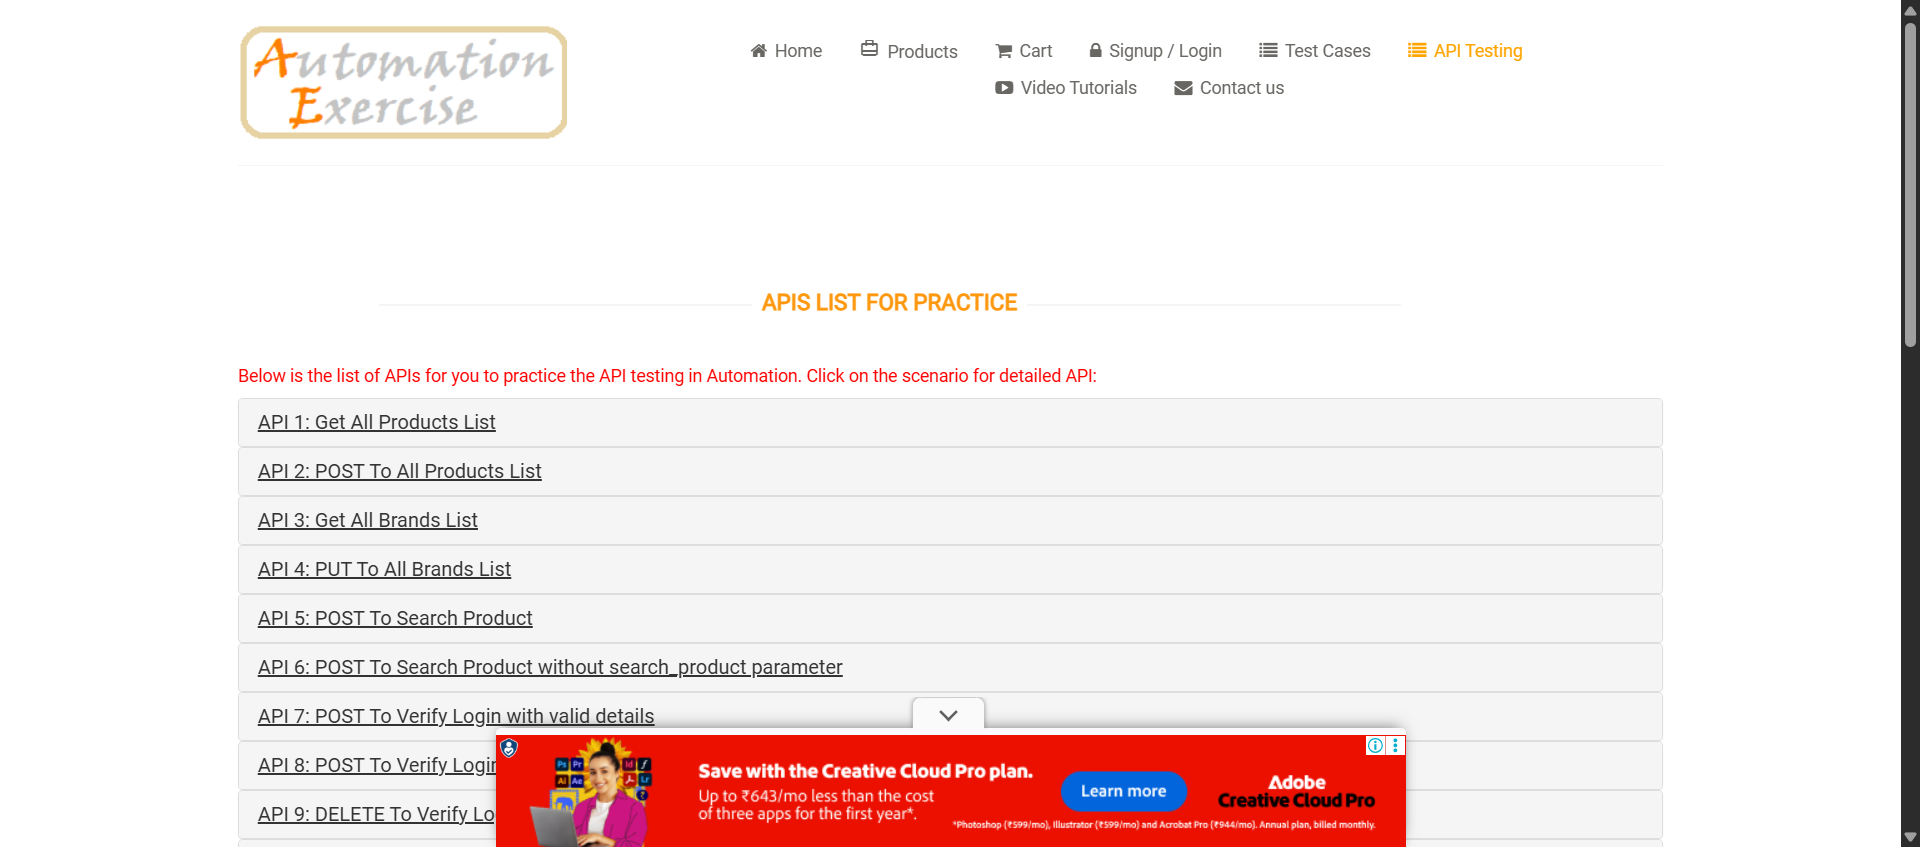 Automation
Exercise
Home
Products
Cart
Signup / Login
Test Cases
API Testing
Video Tutorials
Contact us
APIS LIST FOR PRACTICE
Below is the list of APIs for you to practice the API testing in Automation. Click on the scenario for detailed API:
API 1: Get All Products List
API 2: POST To All Products List
API 3: Get All Brands List
API 4: PUT To All Brands List
API 5: POST To Search Product
API 6: POST To Search Product without search_product parameter
API 7: POST To Verify Login with valid details
API 8: POST To Verify Login
API 9: DELETE To Verify Lo
Ps Pr Id f
Ai Ae Lr
Save with the Creative Cloud Pro plan.
Up to ₹643/mo less than the cost
of three apps for the first year*.
Learn more
Adobe
Creative Cloud Pro
*Photoshop (₹599/mo), Illustrator (₹599/mo) and Acrobat Pro (₹944/mo). Annual plan, billed monthly.